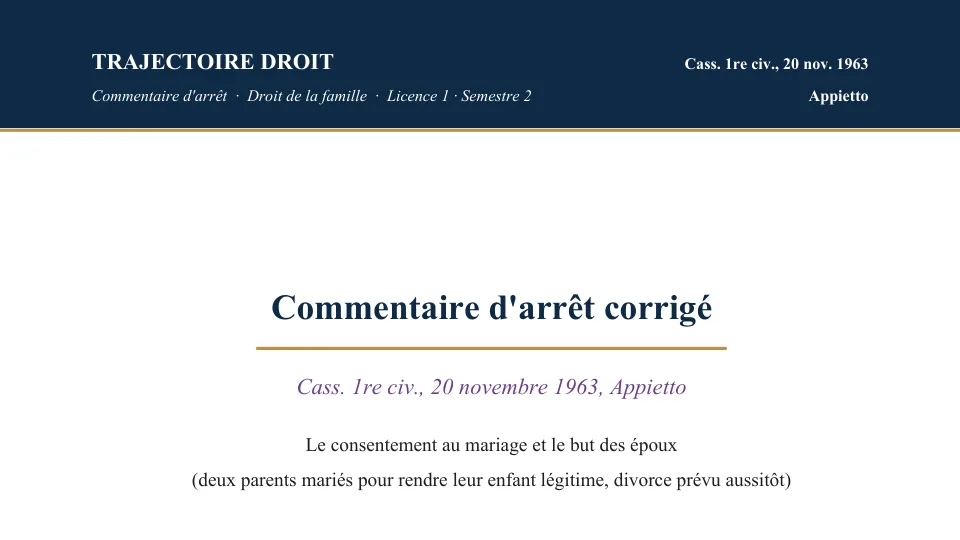 TRAJECTOIRE DROIT
Cass. 1re civ., 20 nov. 1963
Commentaire d'arrêt · Droit de la famille · Licence 1 · Semestre 2
Appietto
Commentaire d'arrêt corrigé
Cass. 1re civ., 20 novembre 1963, Appietto
Le consentement au mariage et le but des époux
(deux parents mariés pour rendre leur enfant légitime, divorce prévu aussitôt)